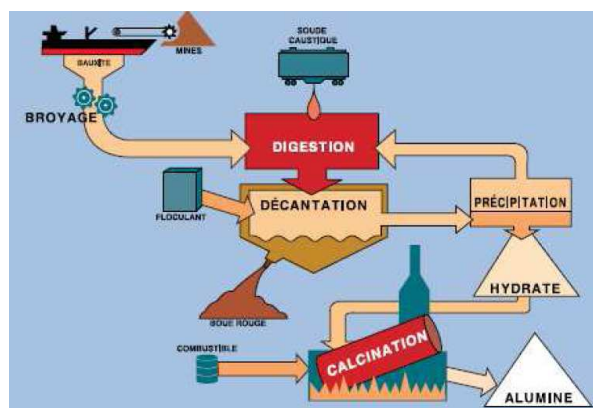 SOUDE
CAUSTIQUE
MINES
BAUXITE
BROYAGE
DIGESTION
FLOCULANT
DÉCANTATION
PRÉCIPITATION
HYDRATE
BOUE ROUGE
COMBUSTIBLE
CALCINATION
ALUMINE